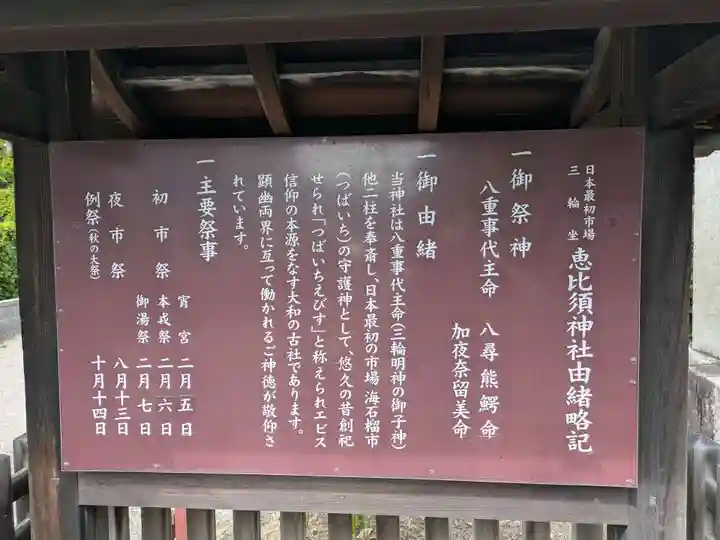 日本最初市場
三輪坐
恵比須神社由緒略記
一御祭神
八重事代主命 八尋熊鰐命
加夜奈留美命
一御由緒
当神社は八重事代主命(三輪明神の御子神)
他二柱を奉斎し、日本最初の市場 海石榴市
(つばいち)の守護神として、悠久の昔創祀
せられ「つばいちえびす」と称えられエビス
信仰の本源をなす大和の古社であります。
顕幽両界に亙って働かれるご神徳が敬仰さ
れています。
一主要祭事
初市祭 宵宮 二月五日
本戎祭 二月六日
御湯祭 二月七日
夜市祭 八月十三日
例祭(秋の大祭) 十月十四日